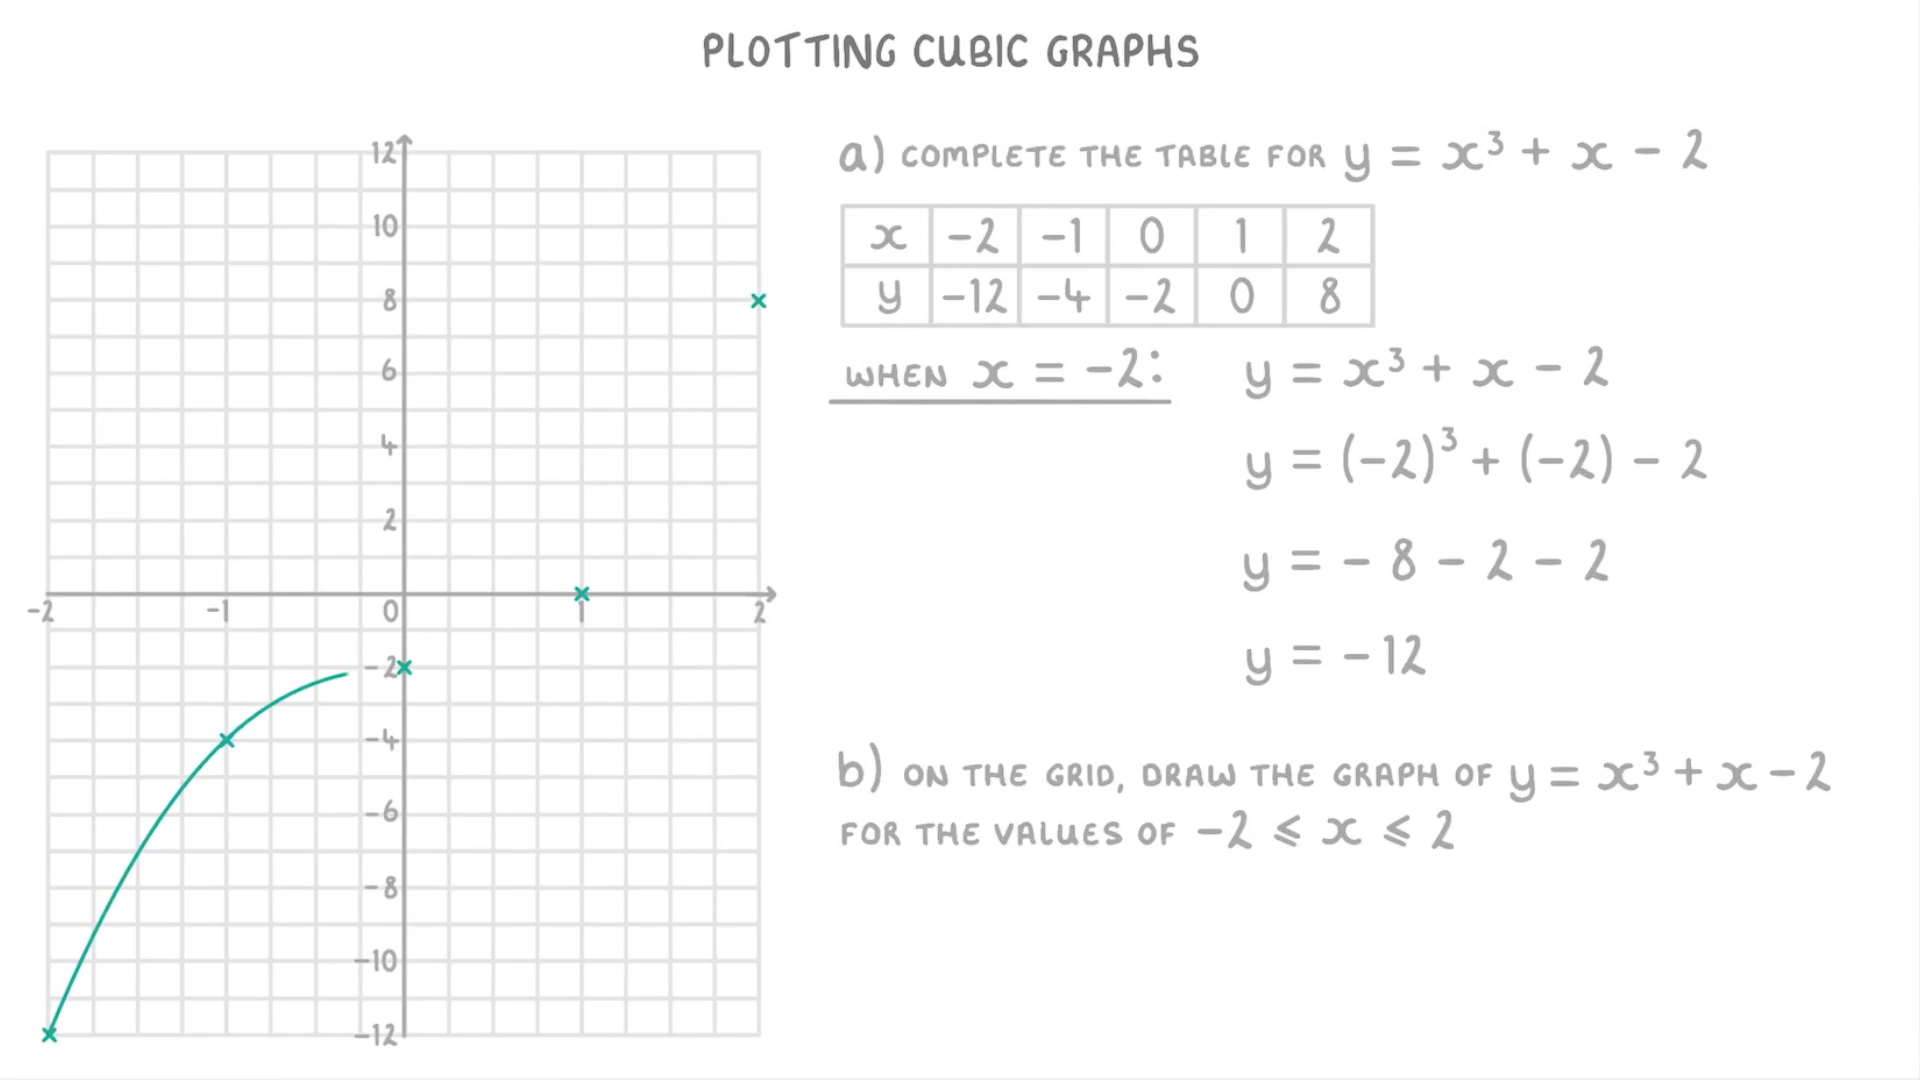 PLOTTING CUBIC GRAPHS
a) COMPLETE THE TABLE FOR y = x³ + x - 2
x -2 -1 0 1 2
y -12 -4 -2 0 8
WHEN x = -2: y = x³ + x - 2
y = (-2)³ + (-2) - 2
y = - 8 - 2 - 2
y = -12
b) ON THE GRID, DRAW THE GRAPH OF y = x³ + x - 2
FOR THE VALUES OF -2 ⩽ x ⩽ 2
12
10
8
6
4
2
-2 -1 0 1 2
-2
-4
-6
-8
-10
-12